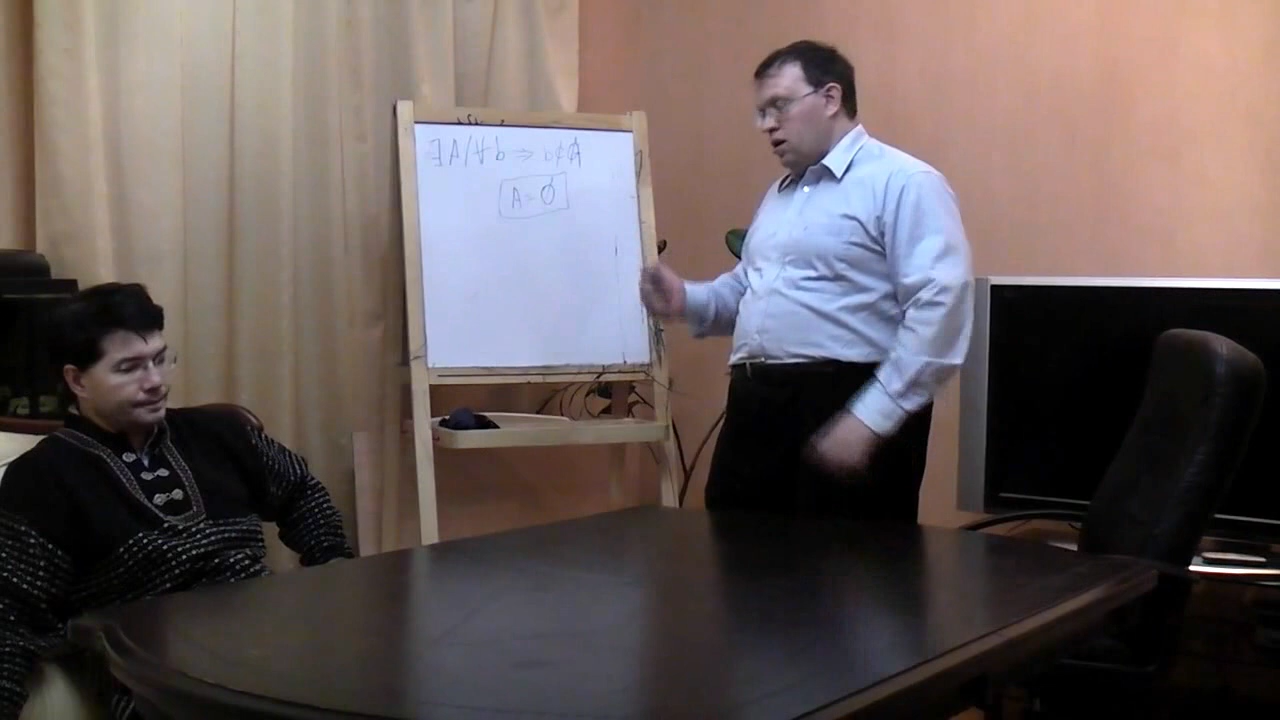 ∃A/∀b ⇒ b∉A
A = ∅